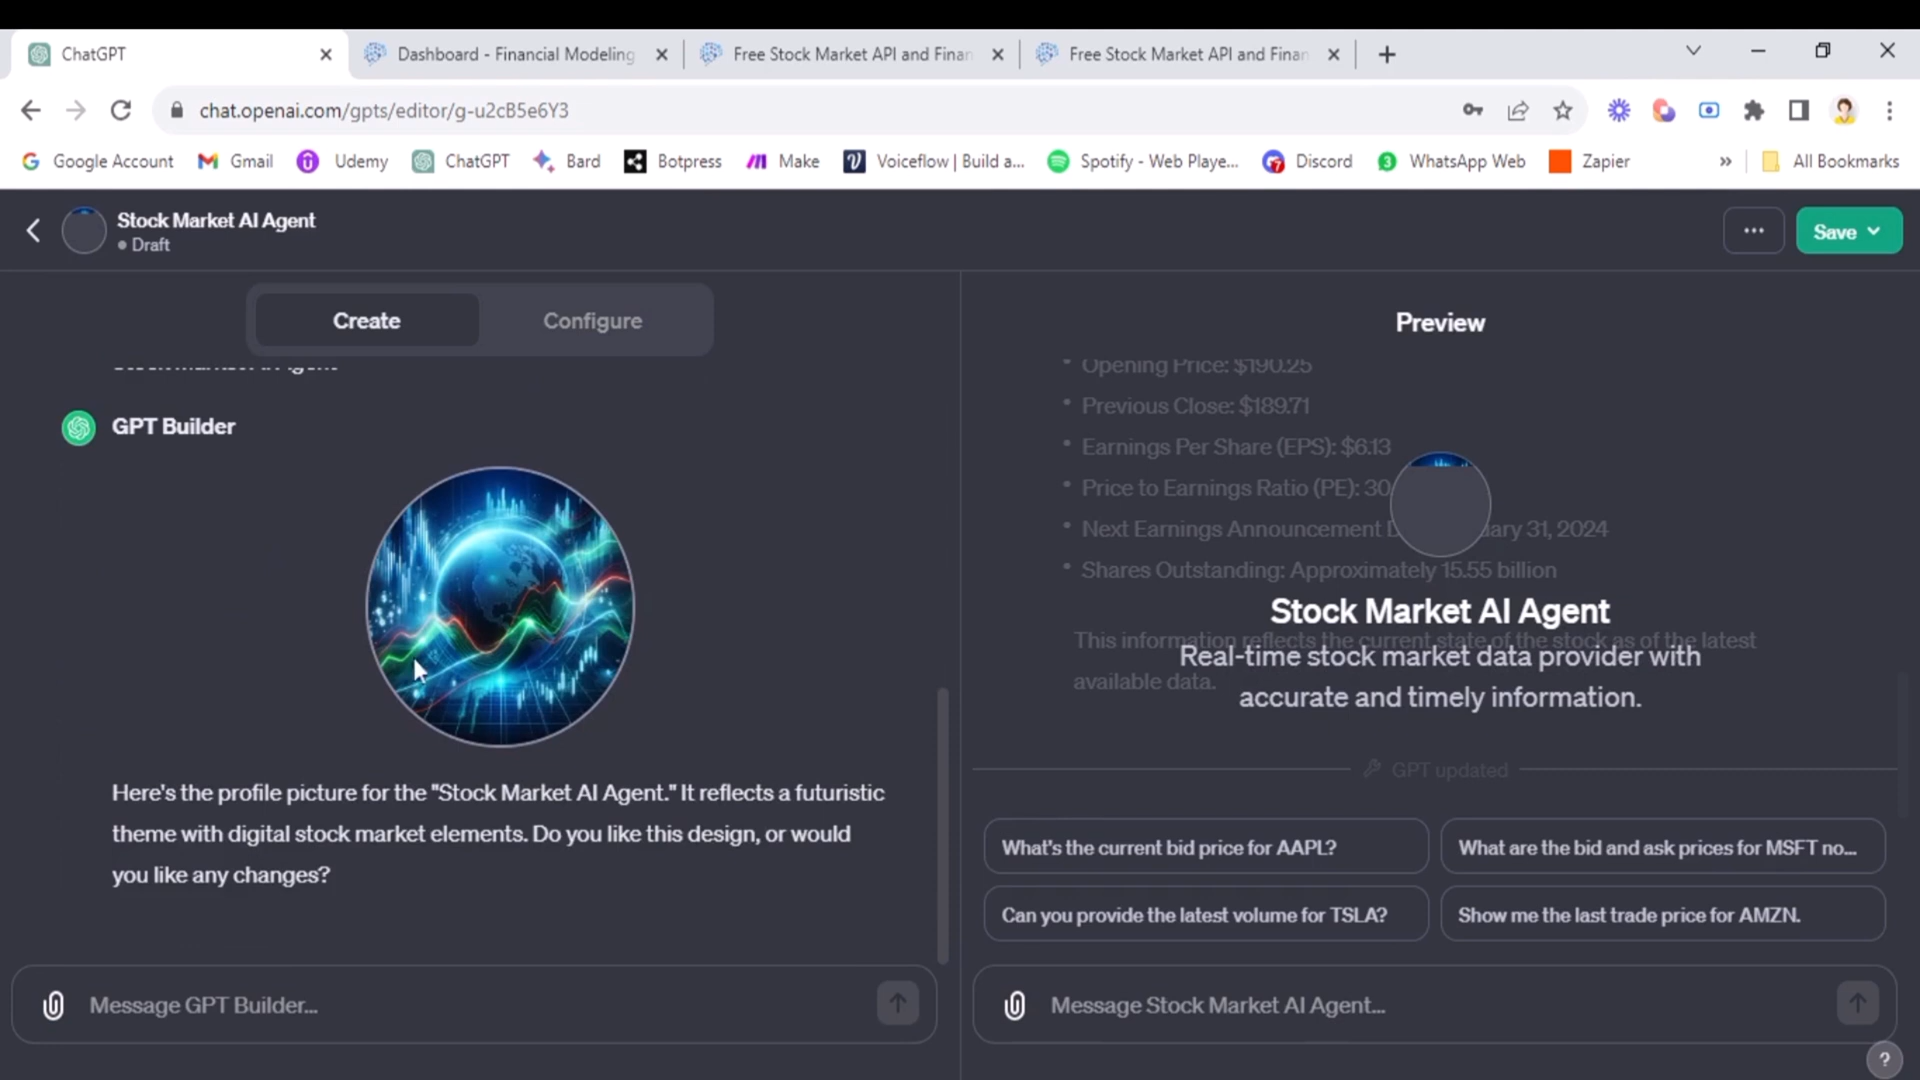 ChatGPT
Dashboard - Financial Modeling
Free Stock Market API and Finan
Free Stock Market API and Finan
chat.openai.com/gpts/editor/g-u2cB5e6Y3
Google Account
Gmail
Udemy
ChatGPT
Bard
Botpress
Make
Voiceflow | Build a...
Spotify - Web Playe...
Discord
WhatsApp Web
Zapier
»
All Bookmarks
Stock Market AI Agent
Draft
Save
Create
Configure
Stock Market AI Agent
GPT Builder
Here's the profile picture for the "Stock Market AI Agent." It reflects a futuristic
theme with digital stock market elements. Do you like this design, or would
you like any changes?
Message GPT Builder...
Preview
Opening Price: $190.25
Previous Close: $189.71
Earnings Per Share (EPS): $6.13
Price to Earnings Ratio (PE): 30
Next Earnings Announcement D uary 31, 2024
Shares Outstanding: Approximately 15.55 billion
Stock Market AI Agent
This information reflects the current state of the stock as of the latest
Real-time stock market data provider with
available data.
accurate and timely information.
GPT updated
What's the current bid price for AAPL?
What are the bid and ask prices for MSFT no...
Can you provide the latest volume for TSLA?
Show me the last trade price for AMZN.
Message Stock Market AI Agent...
?